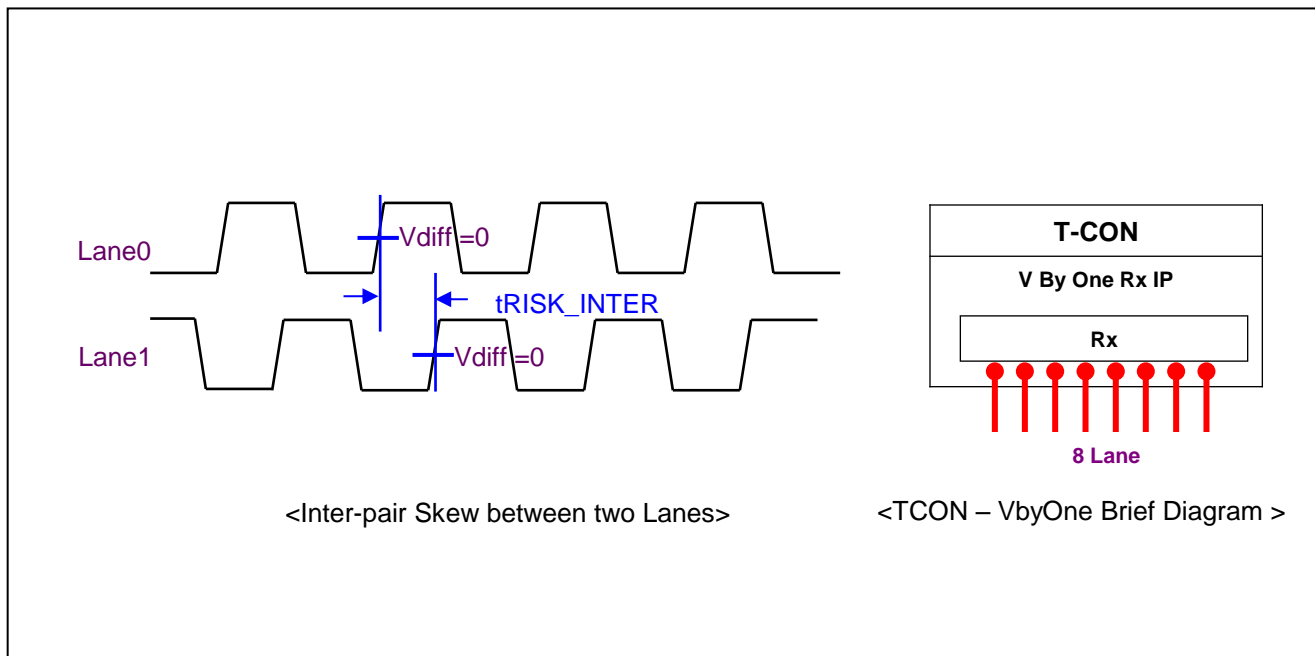 Lane0
Vdiff =0
tRISK_INTER
Lane1
Vdiff =0
<Inter-pair Skew between two Lanes>
T-CON
V By One Rx IP
Rx
8 Lane
<TCON – VbyOne Brief Diagram >